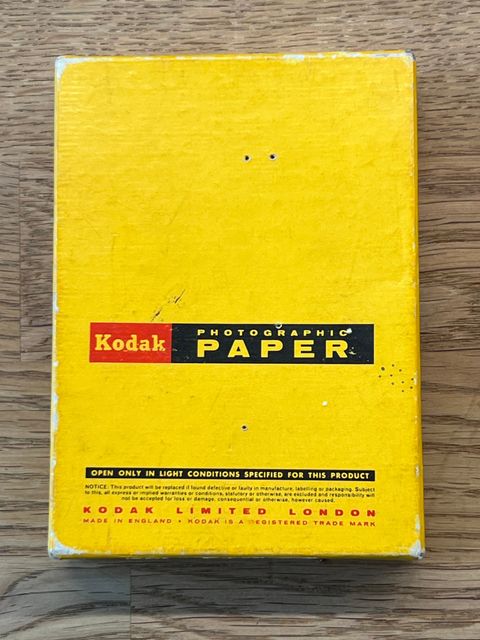 Kodak
PHOTOGRAPHIC
PAPER
OPEN ONLY IN LIGHT CONDITIONS SPECIFIED FOR THIS PRODUCT
NOTICE: This product will be replaced if found defective or faulty in manufacture, labelling or packaging. Subject
to this, all express or implied warranties or conditions, statutory or otherwise, are excluded and responsibility will
not be accepted for loss or damage, consequential or otherwise, however caused.
KODAK LIMITED LONDON
MADE IN ENGLAND • KODAK IS A REGISTERED TRADE MARK